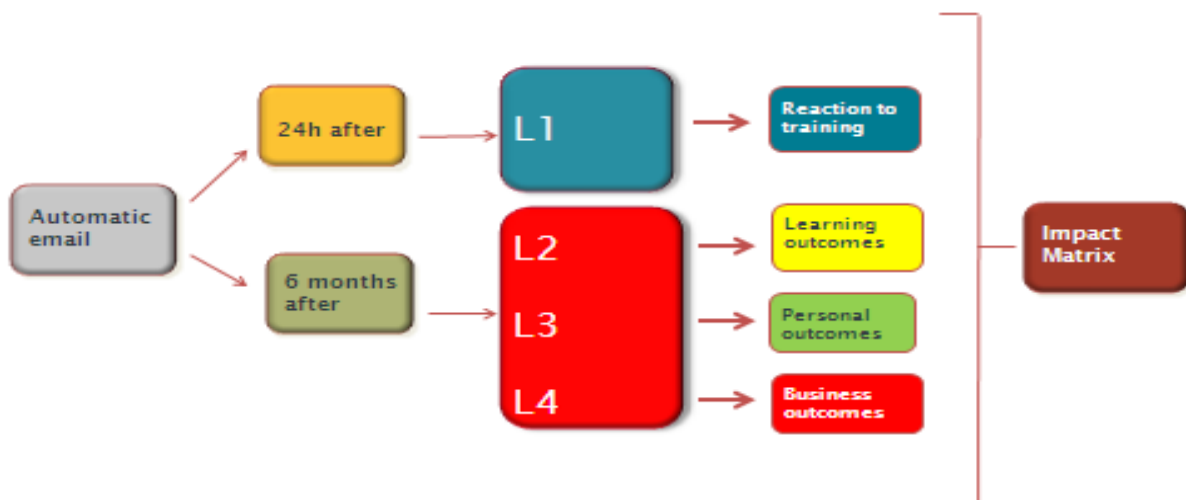 Automatic
email
24h after
6 months
after
L1
L2
L3
L4
Reaction to
training
Learning
outcomes
Personal
outcomes
Business
outcomes
Impact
Matrix